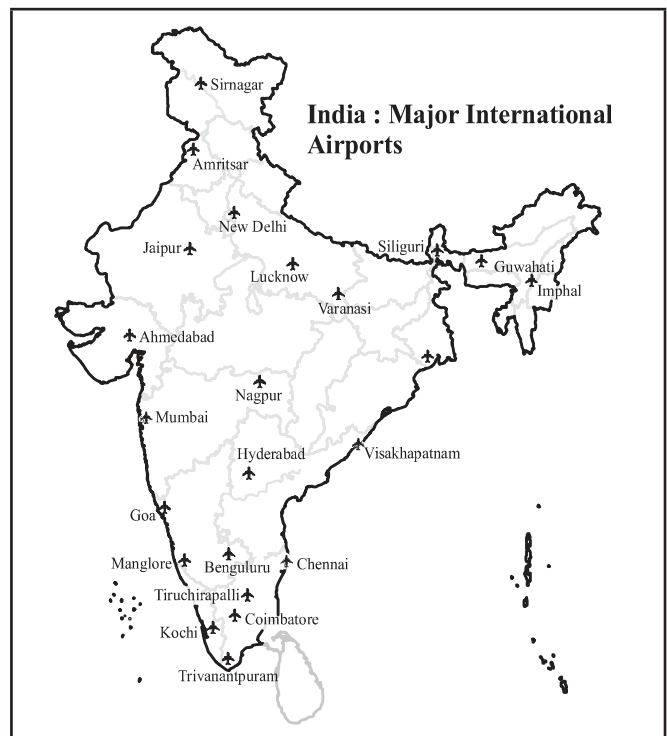 Sirnagar
India : Major International
Airports
Amritsar
New Delhi
Jaipur
Siliguri
Guwahati
Lucknow
Imphal
Varanasi
Ahmedabad
Nagpur
Mumbai
Hyderabad
Visakhapatnam
Goa
Manglore
Benguluru
Chennai
Tiruchirapalli
Coimbatore
Kochi
Trivanantpuram